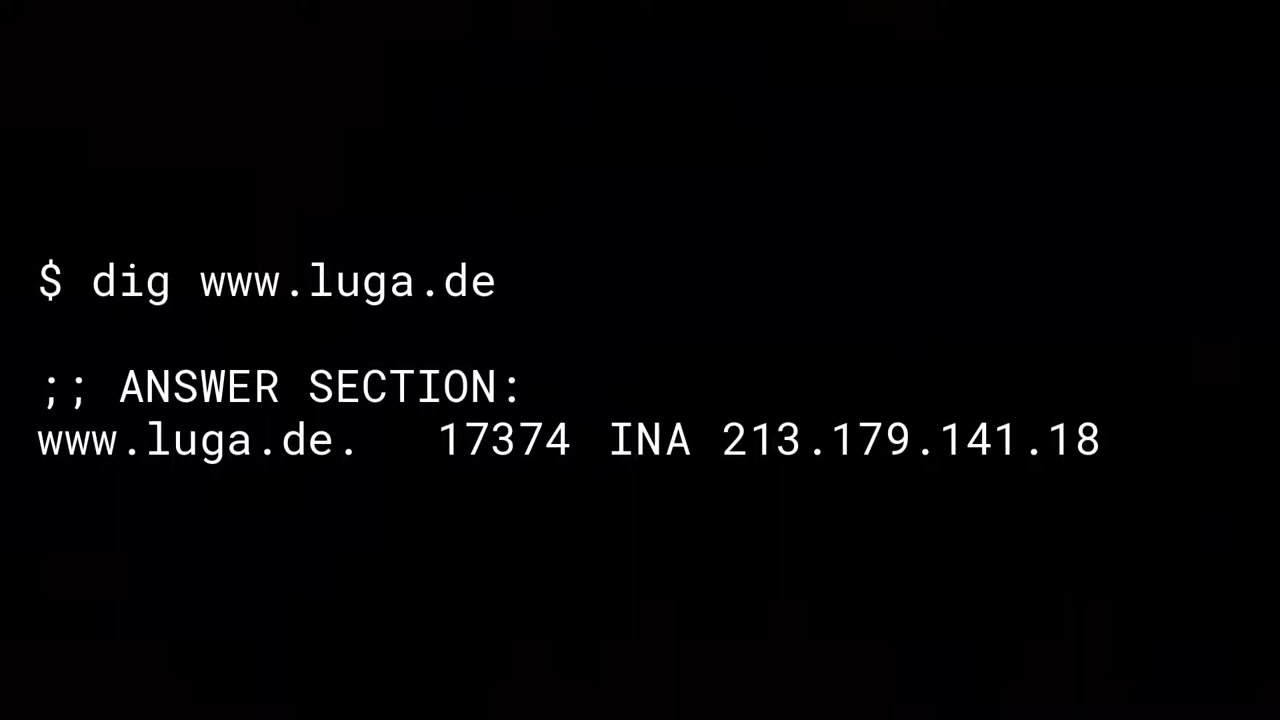 $ dig www.luga.de
;; ANSWER SECTION:
www.luga.de. 17374 INA 213.179.141.18